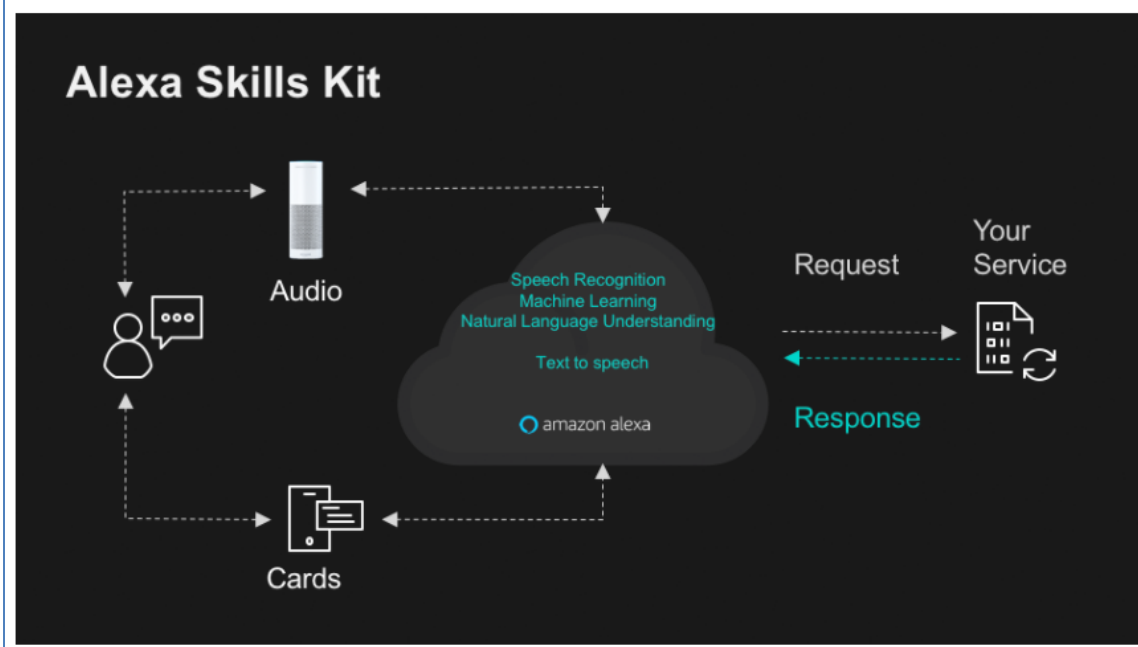 Alexa Skills Kit
Audio
Speech Recognition
Machine Learning
Natural Language Understanding
Text to speech
amazon alexa
Request
Response
Your
Service
Cards